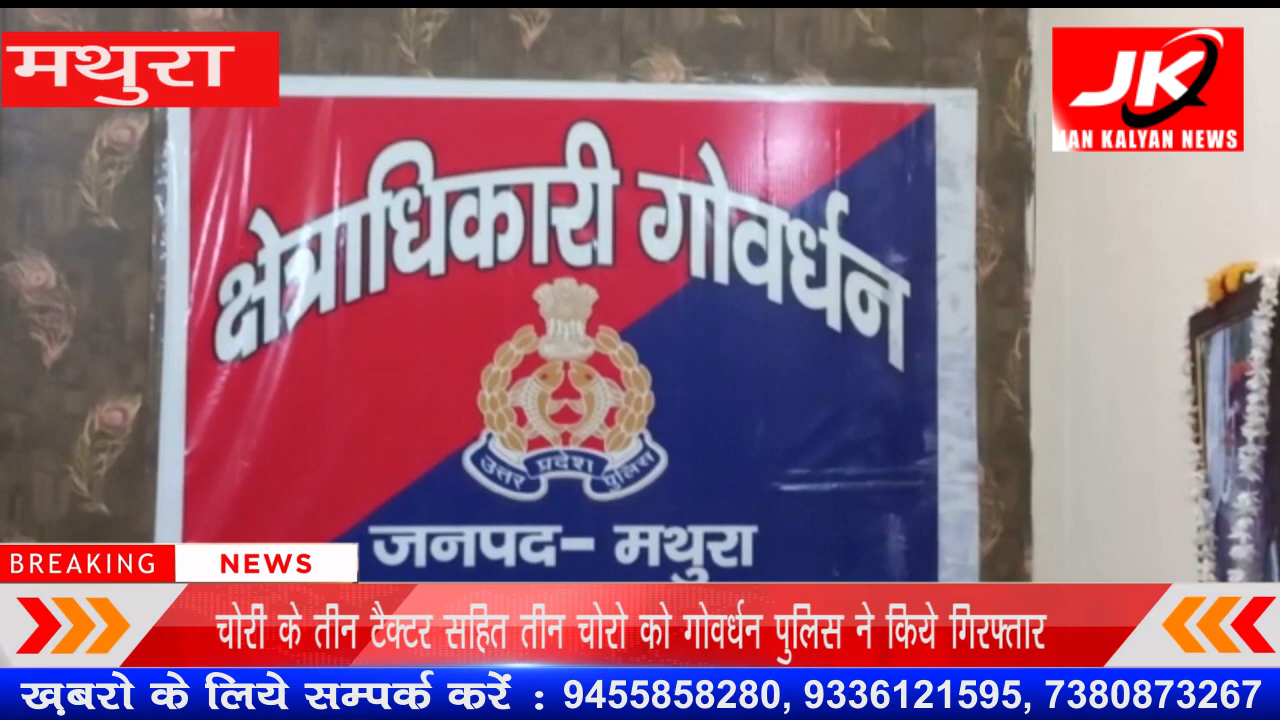 मथुरा
JK
JAN KALYAN NEWS
क्षेत्राधिकारी गोवर्धन
उत्तर प्रदेश पुलिस
जनपद- मथुरा
BREAKING NEWS
चोरी के तीन टैक्टर सहित तीन चोरो को गोवर्धन पुलिस ने किये गिरफ्तार
ख़बरो के लिये सम्पर्क करें : 9455858280, 9336121595, 7380873267